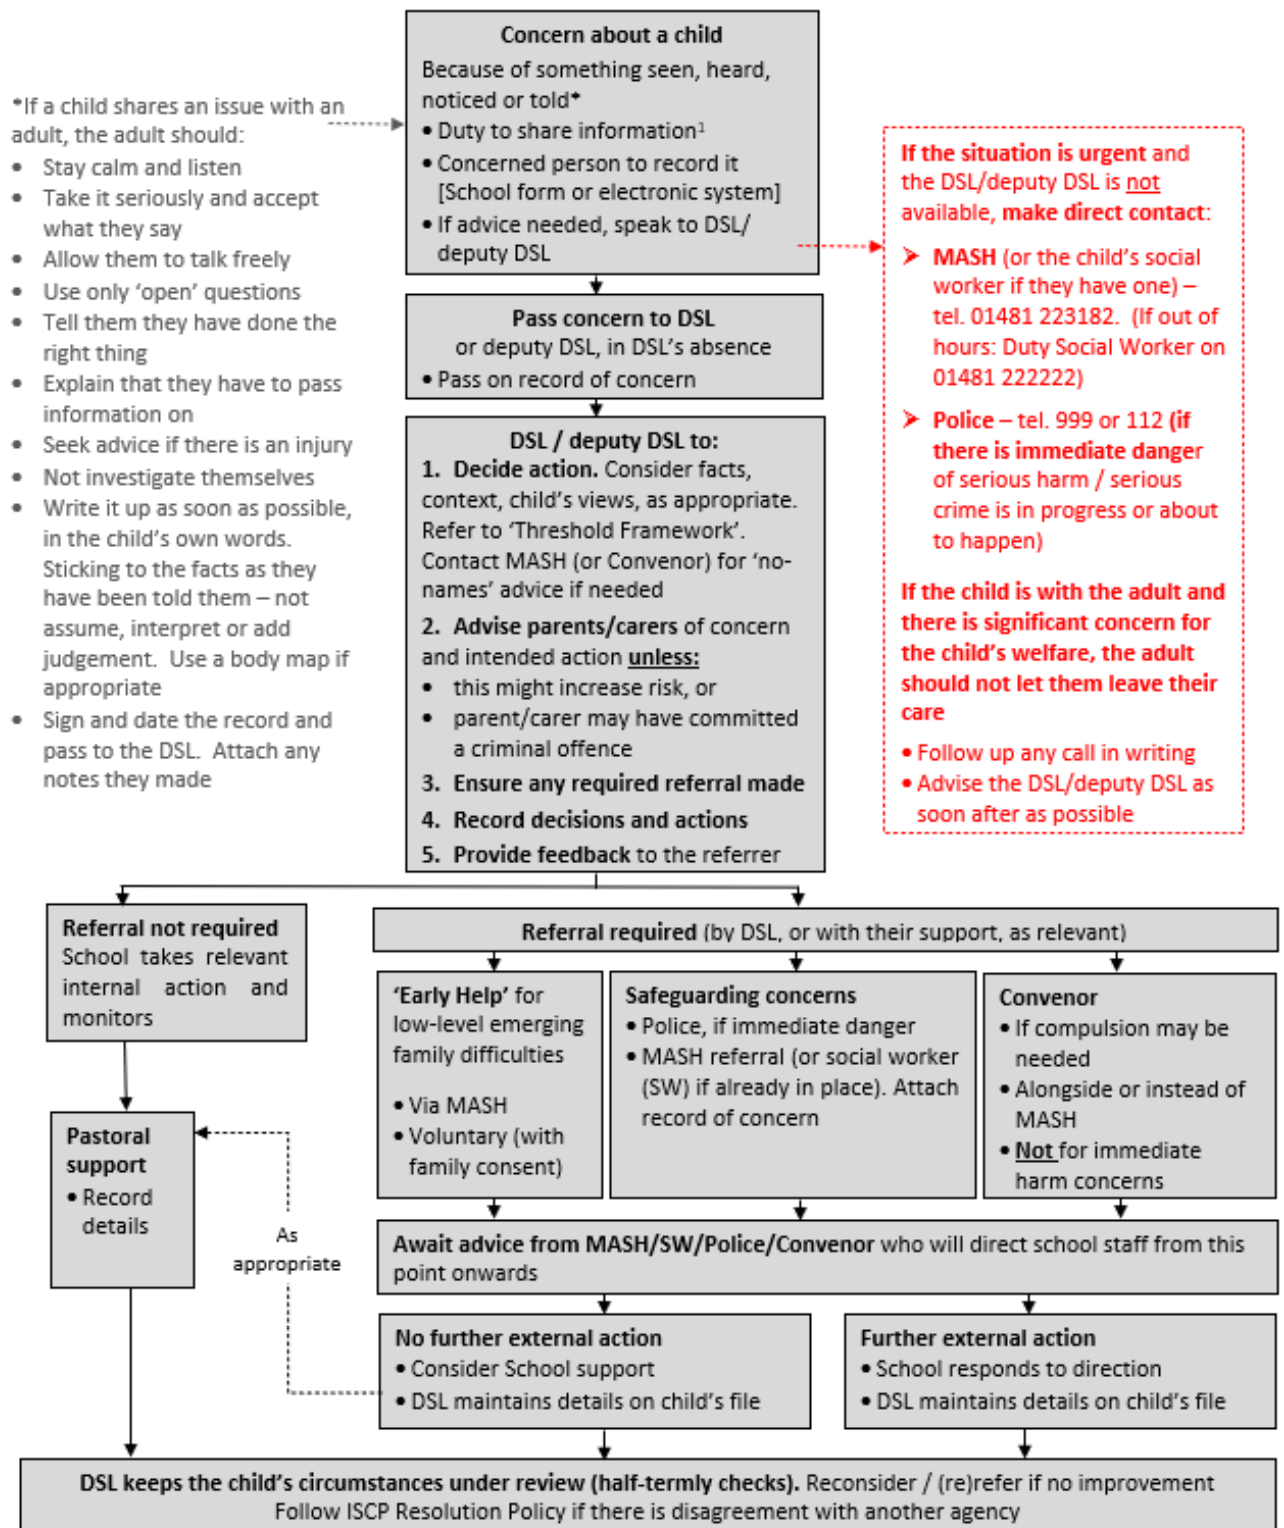 Concern about a child
Because of something seen, heard,
noticed or told*
• Duty to share information¹
• Concerned person to record it
[School form or electronic system]
• If advice needed, speak to DSL/
deputy DSL
*If a child shares an issue with an
adult, the adult should:
• Stay calm and listen
• Take it seriously and accept
what they say
• Allow them to talk freely
• Use only ‘open’ questions
• Tell them they have done the
right thing
• Explain that they have to pass
information on
• Seek advice if there is an injury
• Not investigate themselves
• Write it up as soon as possible,
in the child’s own words.
Sticking to the facts as they
have been told them – not
assume, interpret or add
judgement. Use a body map if
appropriate
• Sign and date the record and
pass to the DSL. Attach any
notes they made
If the situation is urgent and
the DSL/deputy DSL is not
available, make direct contact:
➢ MASH (or the child’s social
worker if they have one) –
tel. 01481 223182. (If out of
hours: Duty Social Worker on
01481 222222)
➢ Police – tel. 999 or 112 (if
there is immediate danger
of serious harm / serious
crime is in progress or about
to happen)
If the child is with the adult and
there is significant concern for
the child’s welfare, the adult
should not let them leave their
care
• Follow up any call in writing
• Advise the DSL/deputy DSL as
soon after as possible
Pass concern to DSL
or deputy DSL, in DSL’s absence
• Pass on record of concern
DSL / deputy DSL to:
1. Decide action. Consider facts,
context, child’s views, as appropriate.
Refer to ‘Threshold Framework’.
Contact MASH (or Convenor) for ‘no-
names’ advice if needed
2. Advise parents/carers of concern
and intended action unless:
• this might increase risk, or
• parent/carer may have committed
a criminal offence
3. Ensure any required referral made
4. Record decisions and actions
5. Provide feedback to the referrer
Referral not required
School takes relevant
internal action and
monitors
Referral required (by DSL, or with their support, as relevant)
‘Early Help’ for
low-level emerging
family difficulties
• Via MASH
• Voluntary (with
family consent)
Safeguarding concerns
• Police, if immediate danger
• MASH referral (or social worker
(SW) if already in place). Attach
record of concern
Convenor
• If compulsion may be
needed
• Alongside or instead of
MASH
• Not for immediate
harm concerns
Pastoral
support
• Record
details
As
appropriate
Await advice from MASH/SW/Police/Convenor who will direct school staff from this
point onwards
No further external action
• Consider School support
• DSL maintains details on child’s file
Further external action
• School responds to direction
• DSL maintains details on child’s file
DSL keeps the child’s circumstances under review (half-termly checks). Reconsider / (re)refer if no improvement
Follow ISCP Resolution Policy if there is disagreement with another agency